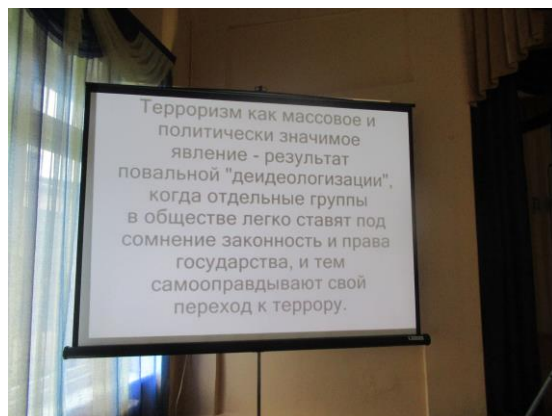 Терроризм как массовое и
политически значимое
явление - результат
повальной "деидеологизации",
когда отдельные группы
в обществе легко ставят под
сомнение законность и права
государства, и тем
самооправдывают свой
переход к террору.